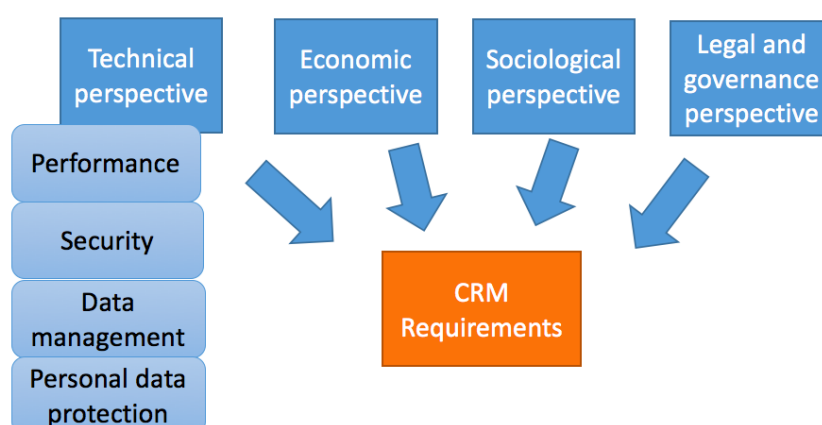 Technical
perspective
Economic
perspective
Sociological
perspective
Legal and
governance
perspective
Performance
Security
Data
management
Personal data
protection
CRM
Requirements